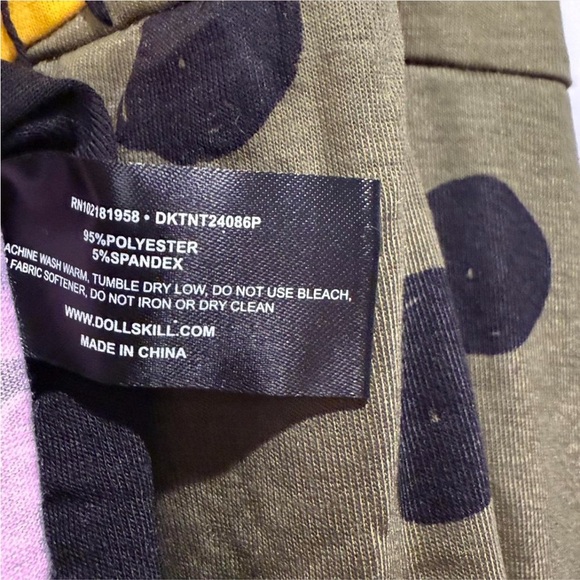 RN102181958 • DKTNT24086P
95%POLYESTER
5%SPANDEX
ACHINE WASH WARM, TUMBLE DRY LOW, DO NOT USE BLEACH,
FABRIC SOFTENER, DO NOT IRON OR DRY CLEAN
WWW.DOLLSKILL.COM
MADE IN CHINA